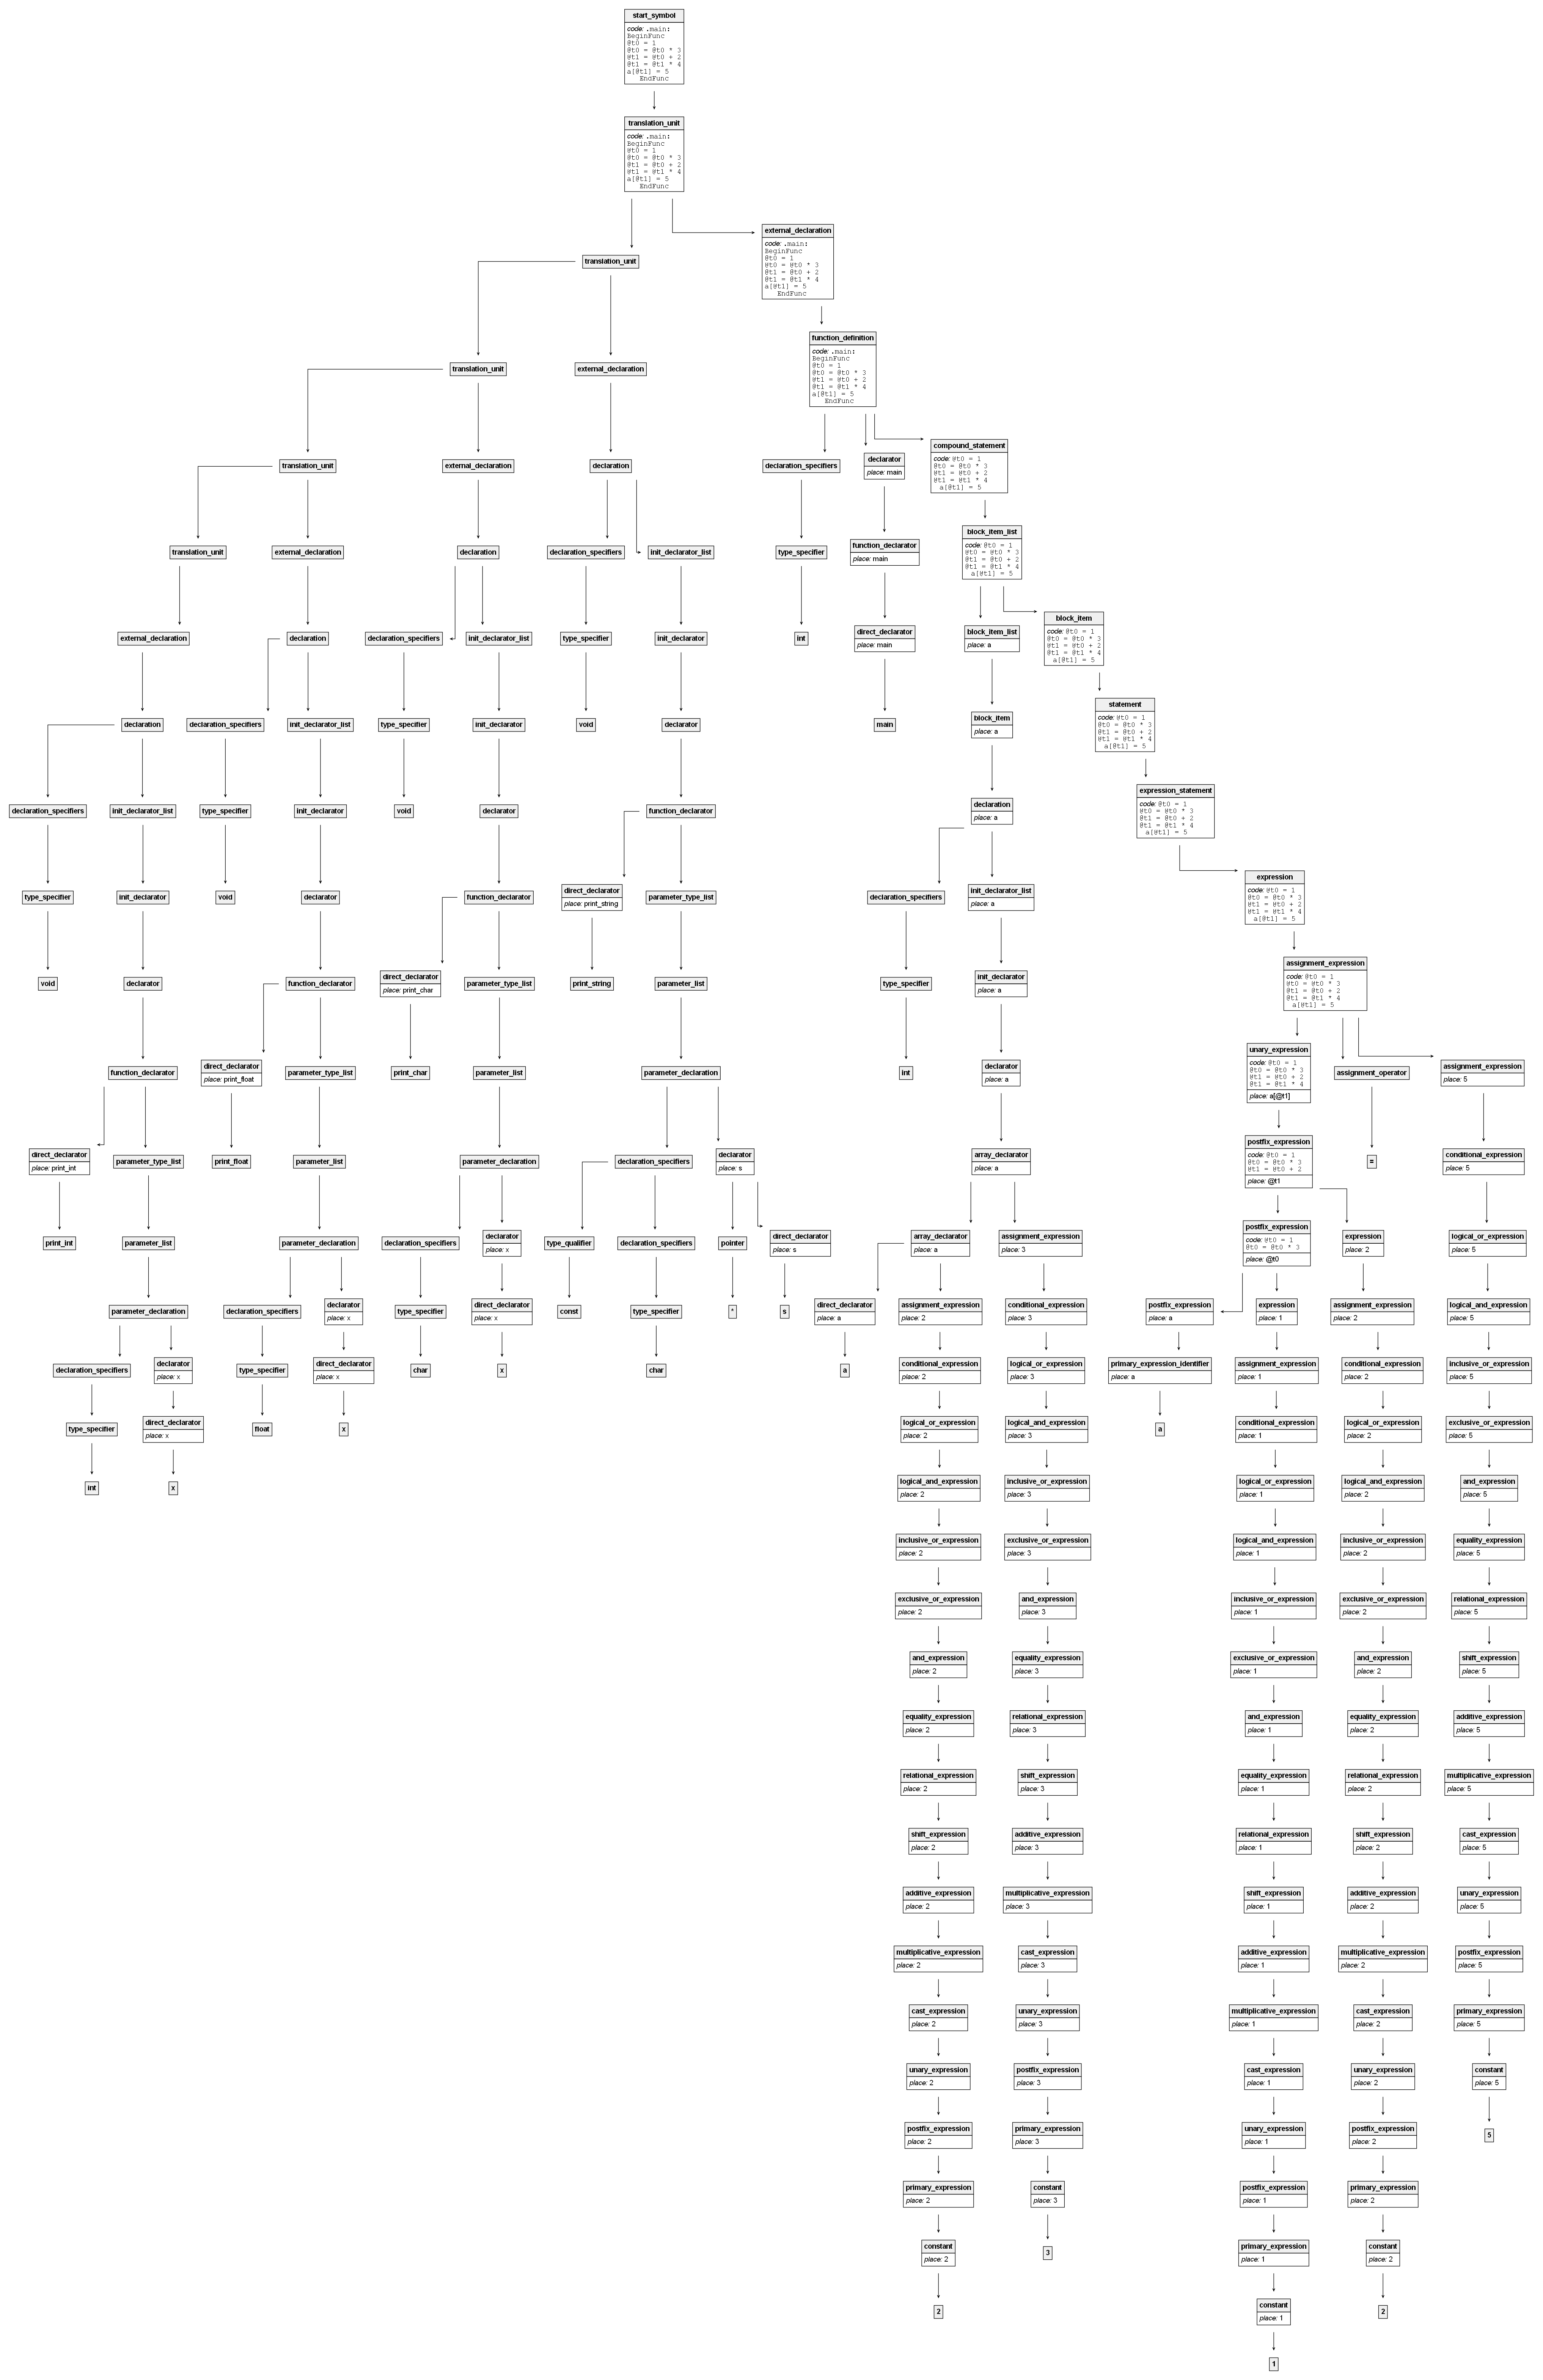 start_symbol
code: .main:
BeginFunc
@t0 = 1
@t0 = @t0 * 3
@t1 = @t0 + 2
@t1 = @t1 * 4
a[@t1] = 5
EndFunc
translation_unit
code: .main:
BeginFunc
@t0 = 1
@t0 = @t0 * 3
@t1 = @t0 + 2
@t1 = @t1 * 4
a[@t1] = 5
EndFunc
external_declaration
code: .main:
BeginFunc
@t0 = 1
@t0 = @t0 * 3
@t1 = @t0 + 2
@t1 = @t1 * 4
a[@t1] = 5
EndFunc
translation_unit
function_definition
code: .main:
BeginFunc
@t0 = 1
@t0 = @t0 * 3
@t1 = @t0 + 2
@t1 = @t1 * 4
a[@t1] = 5
EndFunc
translation_unit
external_declaration
compound_statement
code: @t0 = 1
@t0 = @t0 * 3
@t1 = @t0 + 2
@t1 = @t1 * 4
a[@t1] = 5
translation_unit
external_declaration
declaration
declaration_specifiers
declarator
place: main
block_item_list
code: @t0 = 1
@t0 = @t0 * 3
@t1 = @t0 + 2
@t1 = @t1 * 4
a[@t1] = 5
translation_unit
external_declaration
declaration
declaration_specifiers
init_declarator_list
type_specifier
function_declarator
place: main
block_item
code: @t0 = 1
@t0 = @t0 * 3
@t1 = @t0 + 2
@t1 = @t1 * 4
a[@t1] = 5
external_declaration
declaration
declaration_specifiers
init_declarator_list
type_specifier
init_declarator
int
direct_declarator
place: main
block_item_list
place: a
statement
code: @t0 = 1
@t0 = @t0 * 3
@t1 = @t0 + 2
@t1 = @t1 * 4
a[@t1] = 5
declaration
declaration_specifiers
init_declarator_list
type_specifier
init_declarator
void
declarator
main
block_item
place: a
expression_statement
code: @t0 = 1
@t0 = @t0 * 3
@t1 = @t0 + 2
@t1 = @t1 * 4
a[@t1] = 5
declaration_specifiers
init_declarator_list
type_specifier
init_declarator
void
declarator
function_declarator
declaration
place: a
expression
code: @t0 = 1
@t0 = @t0 * 3
@t1 = @t0 + 2
@t1 = @t1 * 4
a[@t1] = 5
type_specifier
init_declarator
void
declarator
function_declarator
direct_declarator
place: print_string
parameter_type_list
declaration_specifiers
init_declarator_list
place: a
assignment_expression
code: @t0 = 1
@t0 = @t0 * 3
@t1 = @t0 + 2
@t1 = @t1 * 4
a[@t1] = 5
void
declarator
function_declarator
direct_declarator
place: print_char
parameter_type_list
print_string
parameter_list
type_specifier
init_declarator
place: a
unary_expression
code: @t0 = 1
@t0 = @t0 * 3
@t1 = @t0 + 2
@t1 = @t1 * 4
place: a[@t1]
function_declarator
direct_declarator
place: print_float
parameter_type_list
print_char
parameter_list
parameter_declaration
int
declarator
place: a
assignment_operator
assignment_expression
place: 5
postfix_expression
code: @t0 = 1
@t0 = @t0 * 3
@t1 = @t0 + 2
place: @t1
direct_declarator
place: print_int
parameter_type_list
print_float
parameter_list
parameter_declaration
declaration_specifiers
declarator
place: s
array_declarator
place: a
=
conditional_expression
place: 5
postfix_expression
code: @t0 = 1
@t0 = @t0 * 3
place: @t0
print_int
parameter_list
parameter_declaration
declaration_specifiers
declarator
place: x
type_qualifier
declaration_specifiers
pointer
direct_declarator
place: s
array_declarator
place: a
assignment_expression
place: 3
expression
place: 2
logical_or_expression
place: 5
parameter_declaration
declaration_specifiers
declarator
place: x
type_specifier
direct_declarator
place: x
const
type_specifier
*
s
direct_declarator
place: a
assignment_expression
place: 2
conditional_expression
place: 3
postfix_expression
place: a
expression
place: 1
assignment_expression
place: 2
logical_and_expression
place: 5
declaration_specifiers
declarator
place: x
type_specifier
direct_declarator
place: x
char
x
char
a
conditional_expression
place: 2
logical_or_expression
place: 3
primary_expression_identifier
place: a
assignment_expression
place: 1
conditional_expression
place: 2
inclusive_or_expression
place: 5
type_specifier
direct_declarator
place: x
float
x
logical_or_expression
place: 2
logical_and_expression
place: 3
a
conditional_expression
place: 1
logical_or_expression
place: 2
exclusive_or_expression
place: 5
int
x
logical_and_expression
place: 2
inclusive_or_expression
place: 3
logical_or_expression
place: 1
logical_and_expression
place: 2
and_expression
place: 5
inclusive_or_expression
place: 2
exclusive_or_expression
place: 3
logical_and_expression
place: 1
inclusive_or_expression
place: 2
equality_expression
place: 5
exclusive_or_expression
place: 2
and_expression
place: 3
inclusive_or_expression
place: 1
exclusive_or_expression
place: 2
relational_expression
place: 5
and_expression
place: 2
equality_expression
place: 3
exclusive_or_expression
place: 1
and_expression
place: 2
shift_expression
place: 5
equality_expression
place: 2
relational_expression
place: 3
and_expression
place: 1
equality_expression
place: 2
additive_expression
place: 5
relational_expression
place: 2
shift_expression
place: 3
equality_expression
place: 1
relational_expression
place: 2
multiplicative_expression
place: 5
shift_expression
place: 2
additive_expression
place: 3
relational_expression
place: 1
shift_expression
place: 2
cast_expression
place: 5
additive_expression
place: 2
multiplicative_expression
place: 3
shift_expression
place: 1
additive_expression
place: 2
unary_expression
place: 5
multiplicative_expression
place: 2
cast_expression
place: 3
additive_expression
place: 1
multiplicative_expression
place: 2
postfix_expression
place: 5
cast_expression
place: 2
unary_expression
place: 3
multiplicative_expression
place: 1
cast_expression
place: 2
primary_expression
place: 5
unary_expression
place: 2
postfix_expression
place: 3
cast_expression
place: 1
unary_expression
place: 2
constant
place: 5
postfix_expression
place: 2
primary_expression
place: 3
unary_expression
place: 1
postfix_expression
place: 2
5
primary_expression
place: 2
constant
place: 3
postfix_expression
place: 1
primary_expression
place: 2
constant
place: 2
3
primary_expression
place: 1
constant
place: 2
2
constant
place: 1
2
1